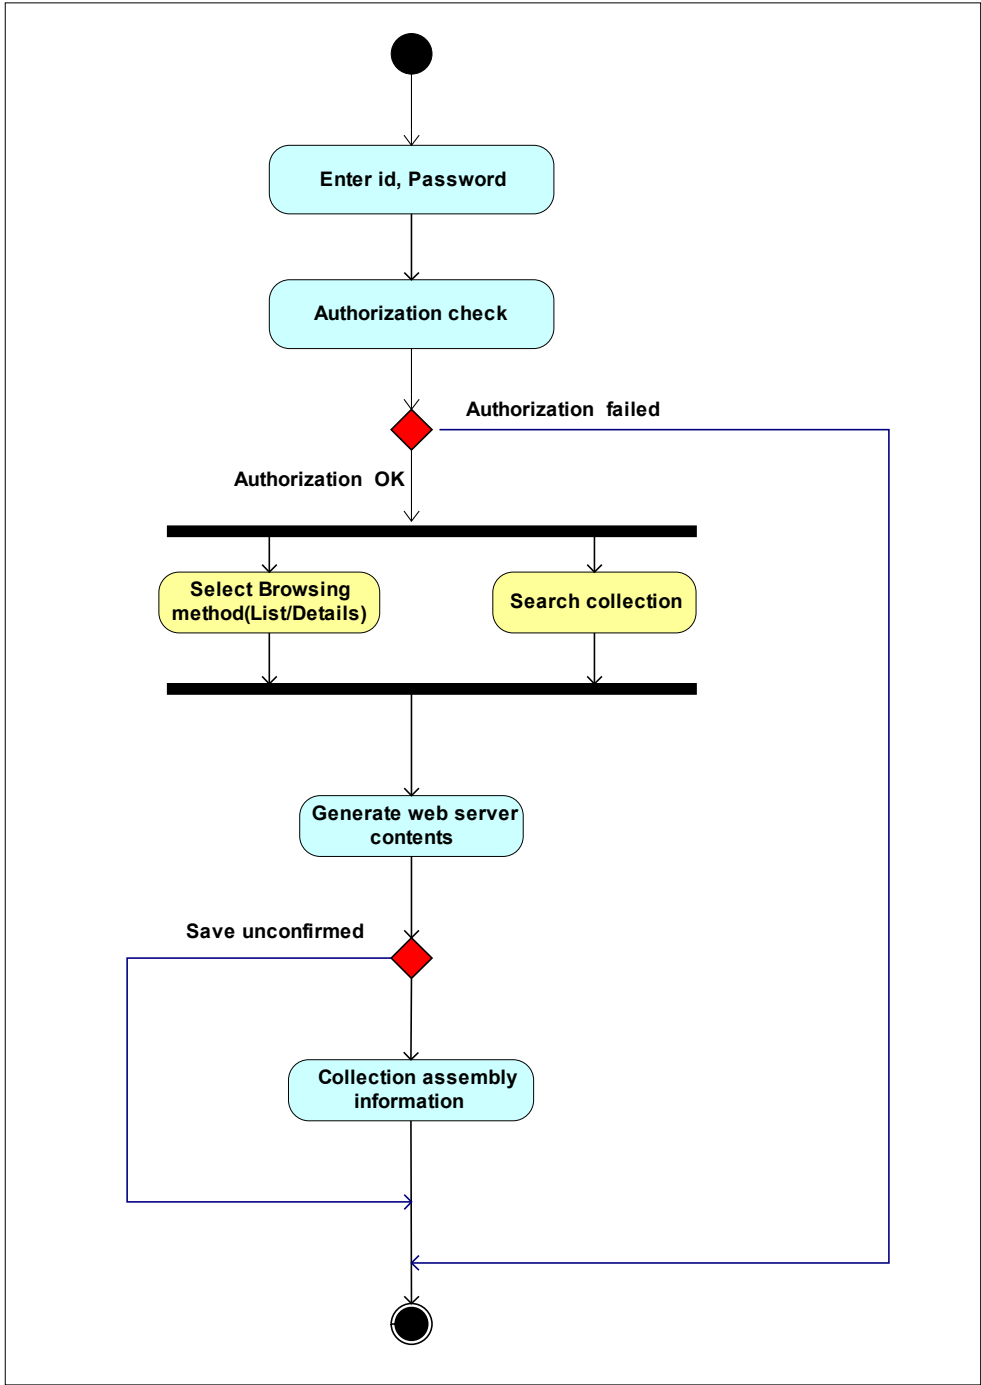 Enter id, Password
Authorization check
Authorization failed
Authorization OK
Select Browsing
method(List/Details)
Search collection
Generate web server
contents
Save unconfirmed
Collection assembly
information